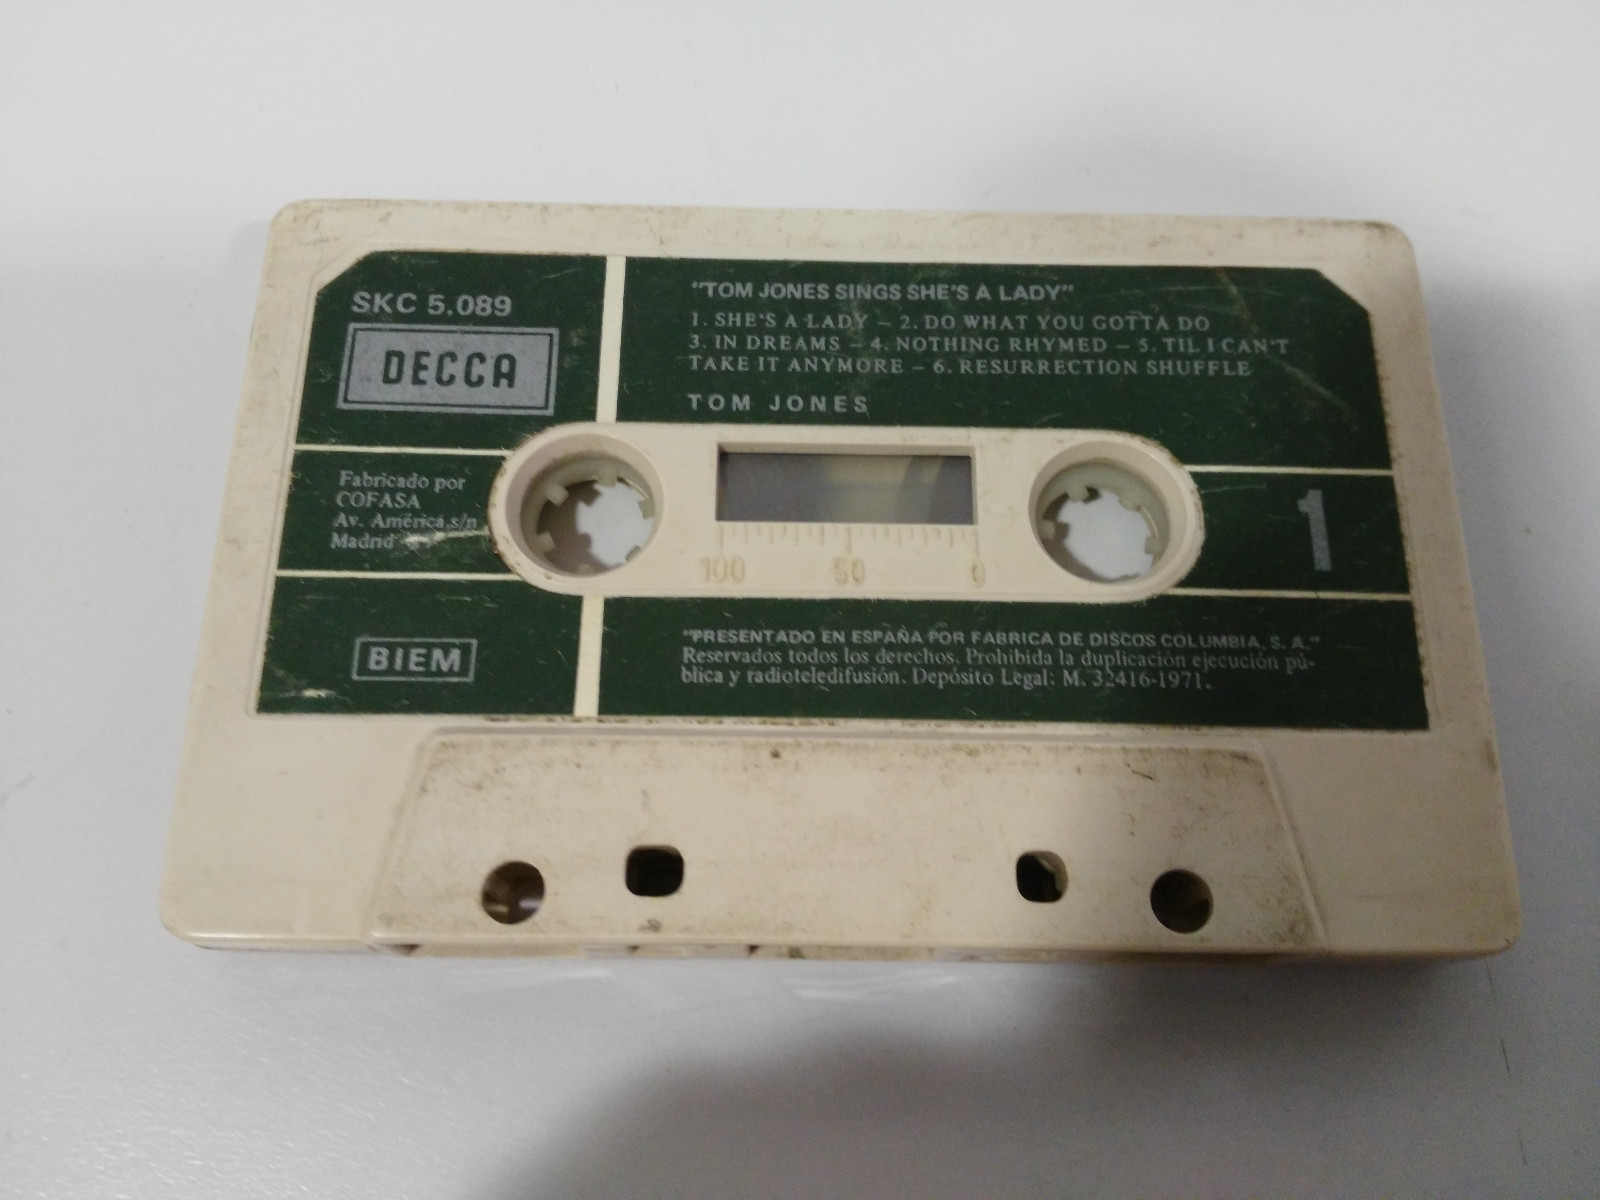 SKC 5.089
DECCA
"TOM JONES SINGS SHE'S A LADY"
1. SHE'S A LADY – 2. DO WHAT YOU GOTTA DO
3. IN DREAMS – 4. NOTHING RHYMED – 5. TIL I CAN'T
TAKE IT ANYMORE – 6. RESURRECTION SHUFFLE
TOM JONES
Fabricado por
COFASA
Av. América, s/n
Madrid
100 50 0
1
BIEM
"PRESENTADO EN ESPAÑA POR FABRICA DE DISCOS COLUMBIA, S. A."
Reservados todos los derechos. Prohibida la duplicación ejecución pú-
blica y radioteledifusión. Depósito Legal: M. 32416-1971.